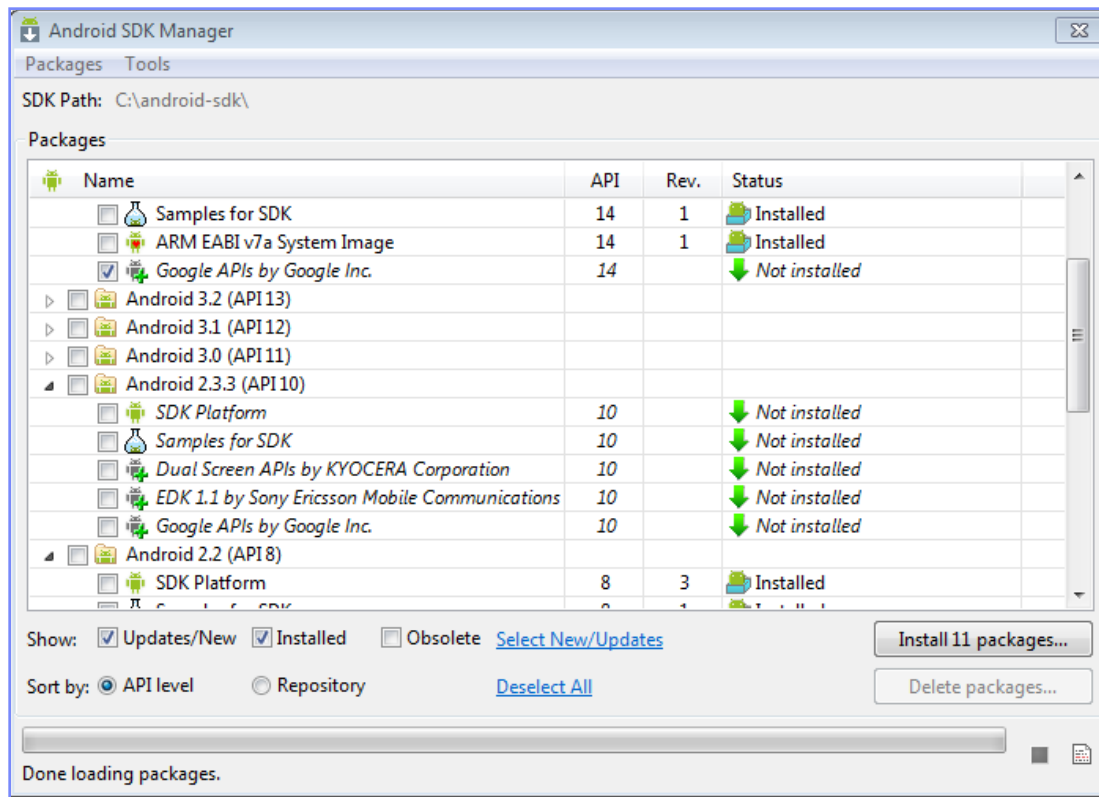 Android SDK Manager
Packages Tools
SDK Path: C:\android-sdk\
Packages
Name API Rev. Status
Samples for SDK 14 1 Installed
ARM EABI v7a System Image 14 1 Installed
Google APIs by Google Inc. 14 Not installed
Android 3.2 (API 13)
Android 3.1 (API 12)
Android 3.0 (API 11)
Android 2.3.3 (API 10)
SDK Platform 10 Not installed
Samples for SDK 10 Not installed
Dual Screen APIs by KYOCERA Corporation 10 Not installed
EDK 1.1 by Sony Ericsson Mobile Communications 10 Not installed
Google APIs by Google Inc. 10 Not installed
Android 2.2 (API 8)
SDK Platform 8 3 Installed
Show: Updates/New Installed Obsolete Select New/Updates Install 11 packages...
Sort by: API level Repository Deselect All Delete packages...
Done loading packages.